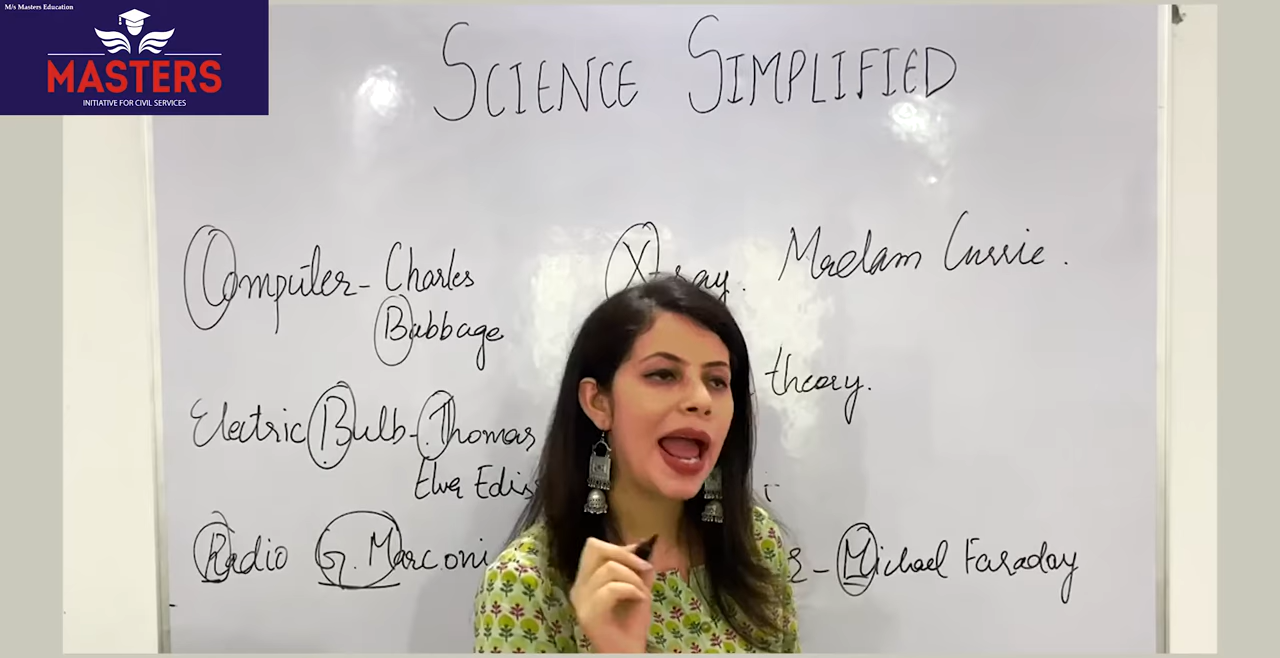 M/s Masters Education
MASTERS
INITIATIVE FOR CIVIL SERVICES
SCIENCE SIMPLIFIED
Computer - Charles
Babbage
X-ray. Madam Currie.
theory.
Electric Bulb - Thomas
Elva
Radio G. Marconi
- Michael Faraday